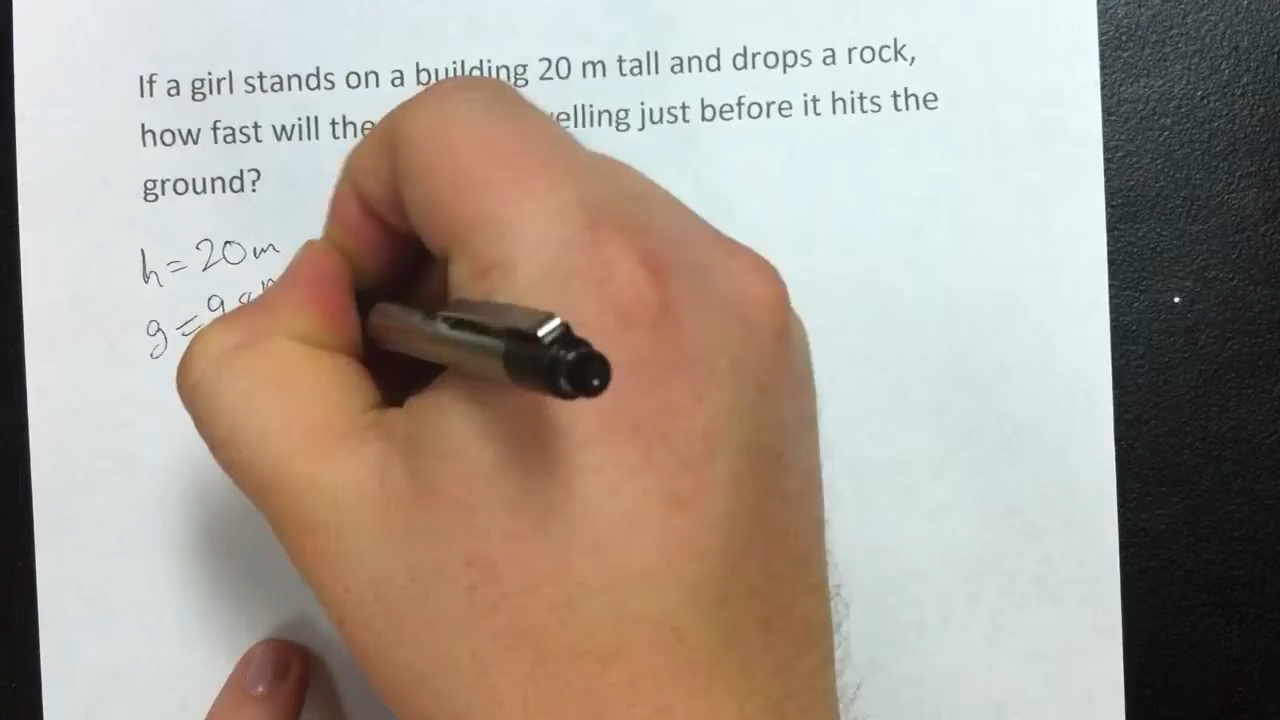 If a girl stands on a building 20 m tall and drops a rock,
how fast will the elling just before it hits the
ground?
h = 20 m
g =